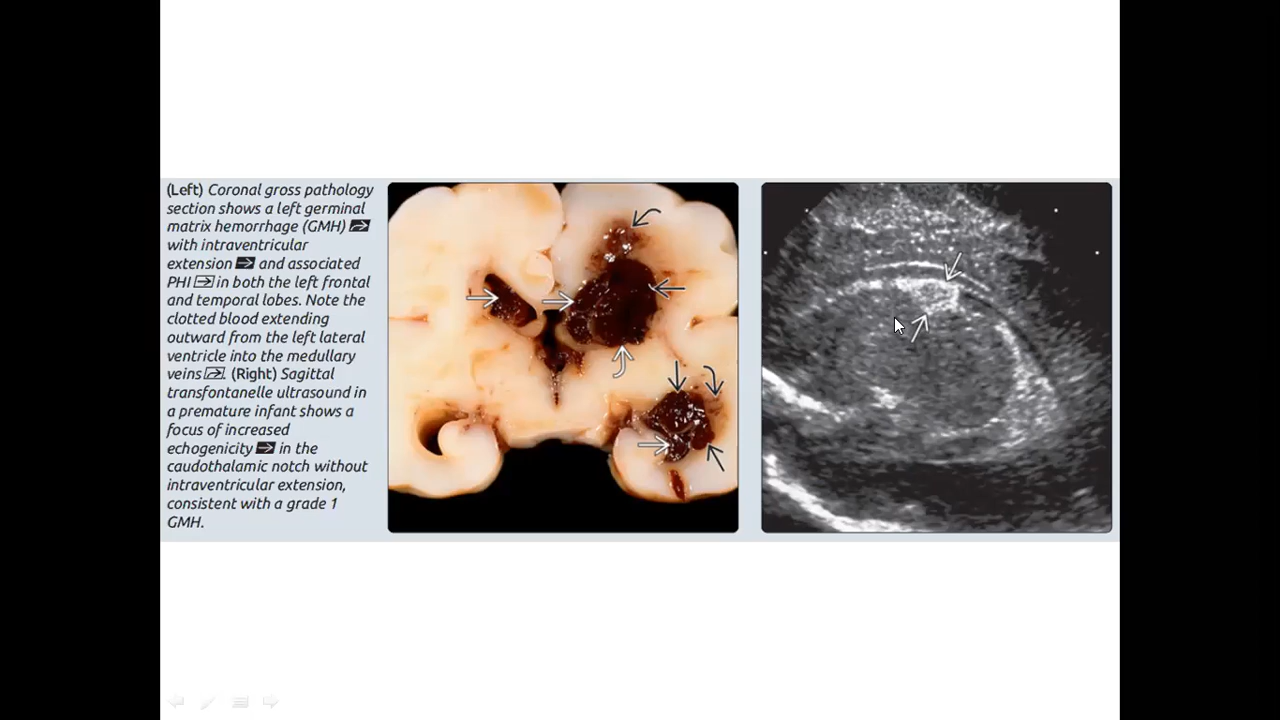 (Left) Coronal gross pathology
section shows a left germinal
matrix hemorrhage (GMH)
with intraventricular
extension and associated
PHI in both the left frontal
and temporal lobes. Note the
clotted blood extending
outward from the left lateral
ventricle into the medullary
veins. (Right) Sagittal
transfontanelle ultrasound in
a premature infant shows a
focus of increased
echogenicity in the
caudothalamic notch without
intraventricular extension,
consistent with a grade 1
GMH.